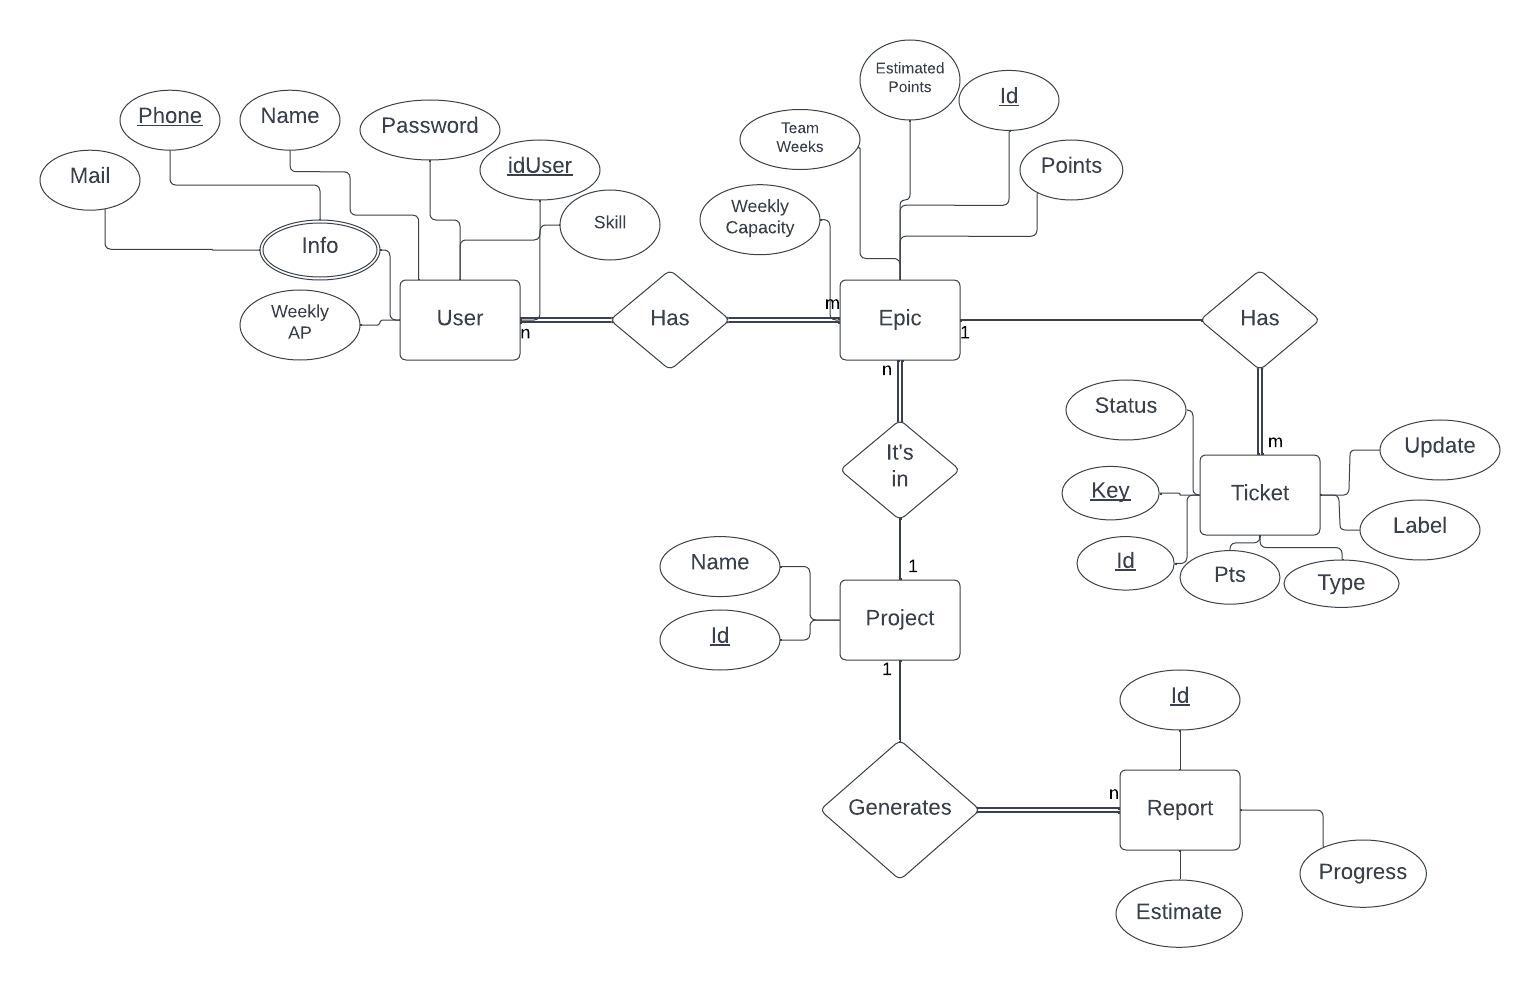 Estimated
Points
Id
Phone
Name
Password
Team
Weeks
idUser
Points
Mail
Weekly
Capacity
Skill
Info
Weekly
AP
User
n
Has
m
Epic
1
Has
n
Status
m
Update
It's
in
Key
Ticket
Label
Id
Pts
Type
Name
1
Id
Project
1
Id
Generates
n
Report
Progress
Estimate